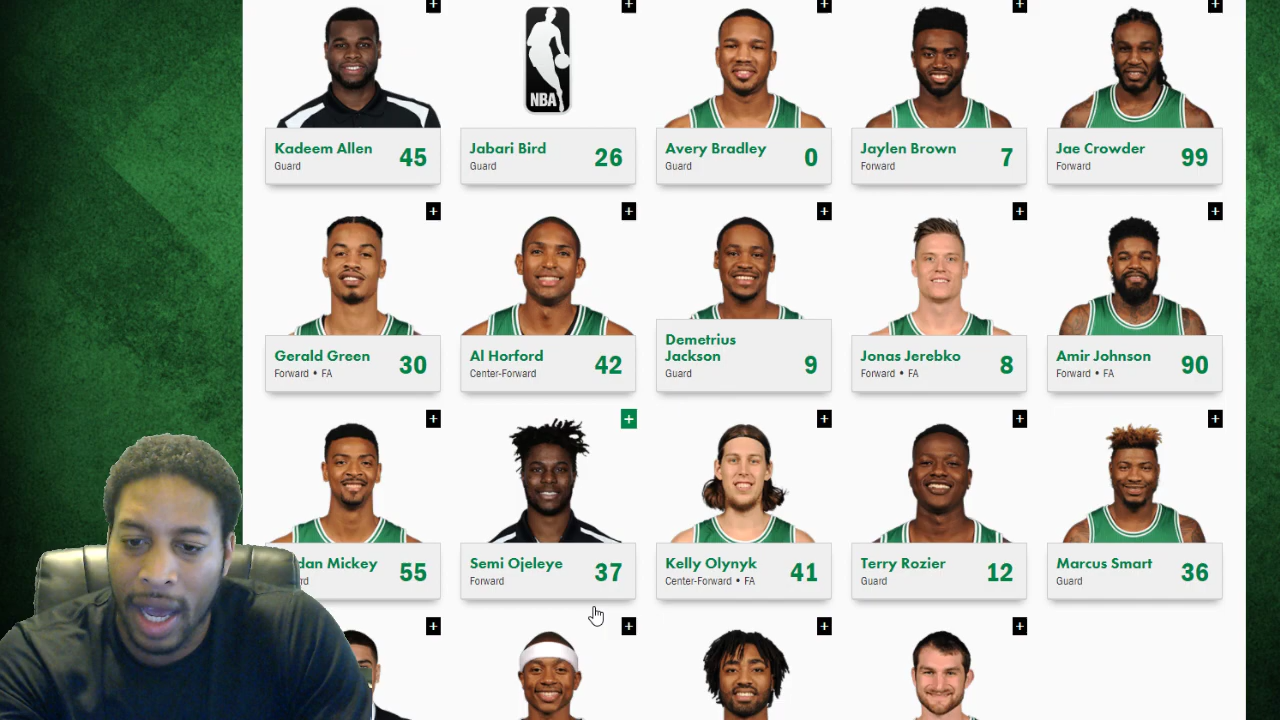 NBA
Kadeem Allen 45
Guard
Jabari Bird 26
Guard
Avery Bradley 0
Guard
Jaylen Brown 7
Forward
Jae Crowder 99
Forward
Gerald Green 30
Forward • FA
Al Horford 42
Center-Forward
Demetrius
Jackson 9
Guard
Jonas Jerebko 8
Forward • FA
Amir Johnson 90
Forward • FA
dan Mickey 55
rd
Semi Ojeleye 37
Forward
Kelly Olynyk 41
Center-Forward • FA
Terry Rozier 12
Guard
Marcus Smart 36
Guard